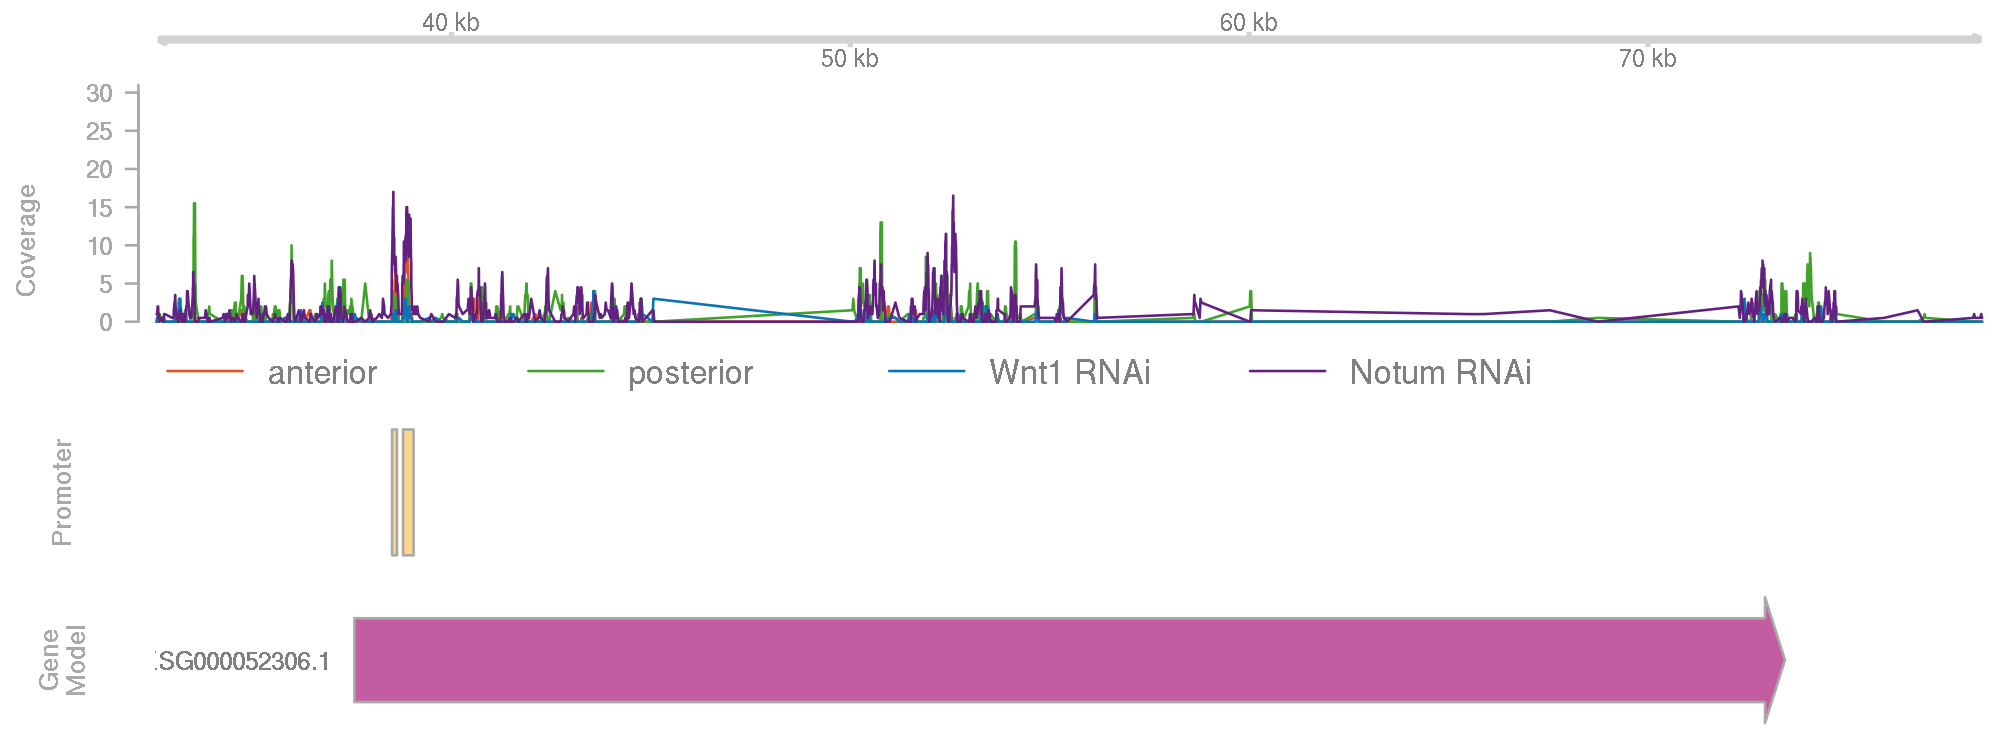 40 kb
60 kb
50 kb
70 kb
Coverage
30
25
20
15
10
5
0
anterior
posterior
Wnt1 RNAi
Notum RNAi
Promoter
Gene
Model
SG000052306.1